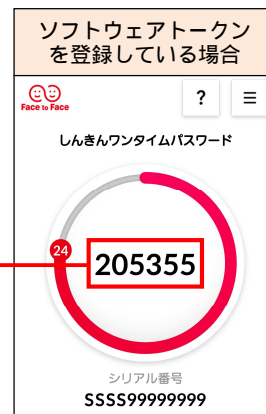 ソフトウェアトークン
を登録している場合
Face to Face
?
しんきんワンタイムパスワード
24
205355
シリアル番号
SSSS99999999